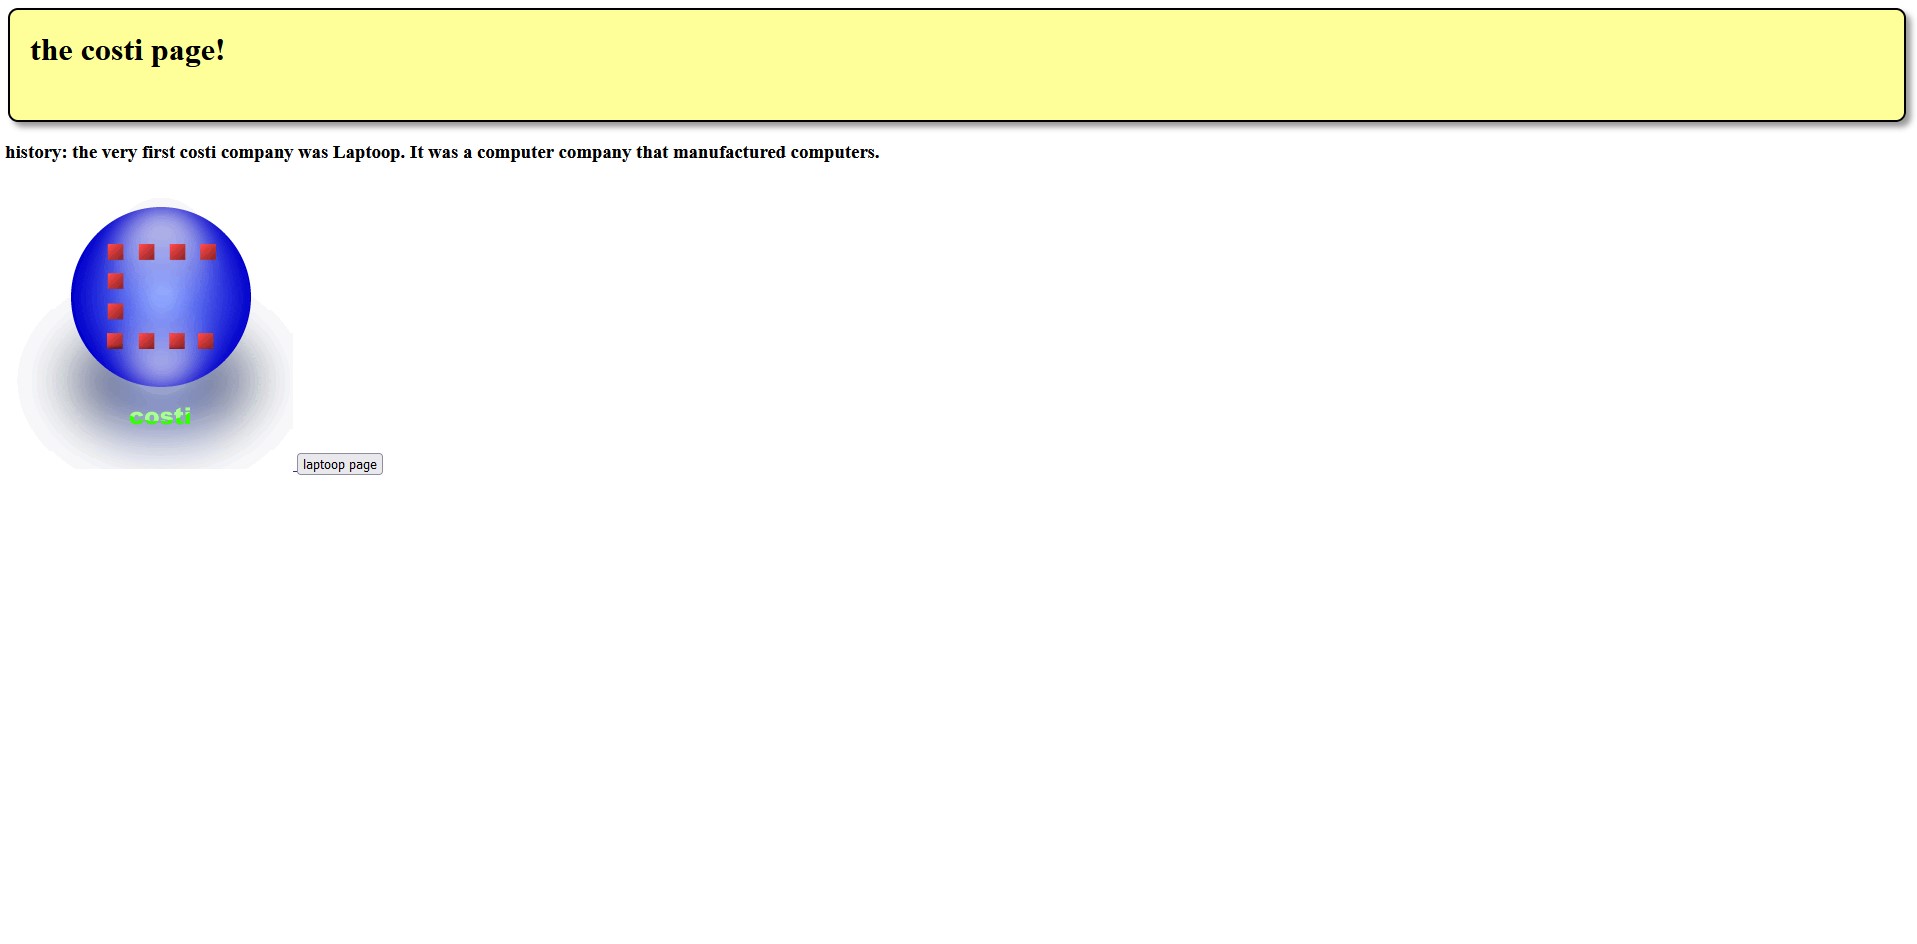 the costi page!
history: the very first costi company was Laptoop. It was a computer company that manufactured computers.
costi
laptoop page